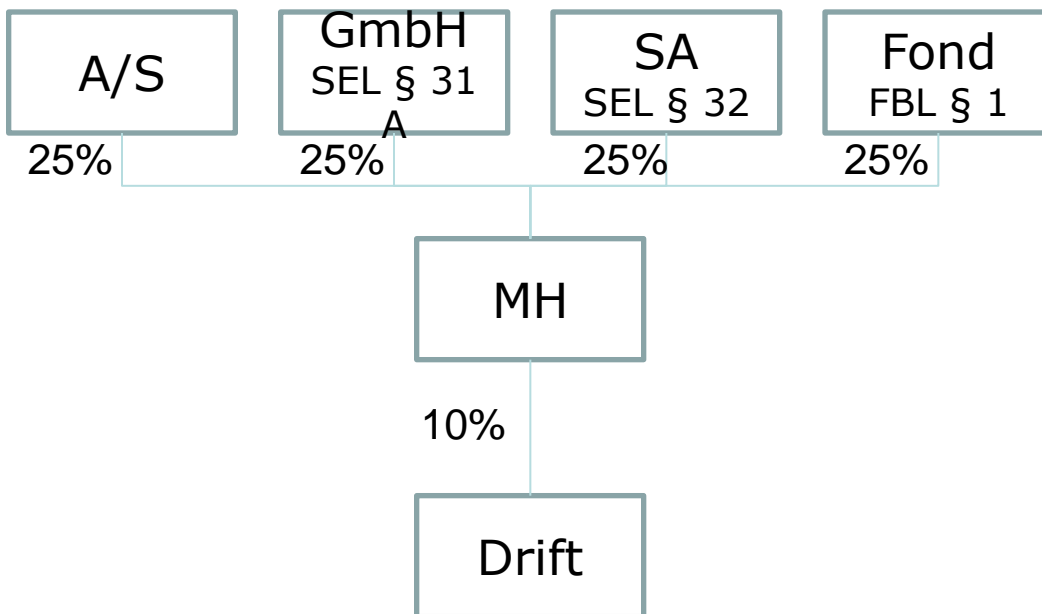 A/S
GmbH
SEL § 31
A
SA
SEL § 32
Fond
FBL § 1
25%
25%
25%
25%
MH
10%
Drift